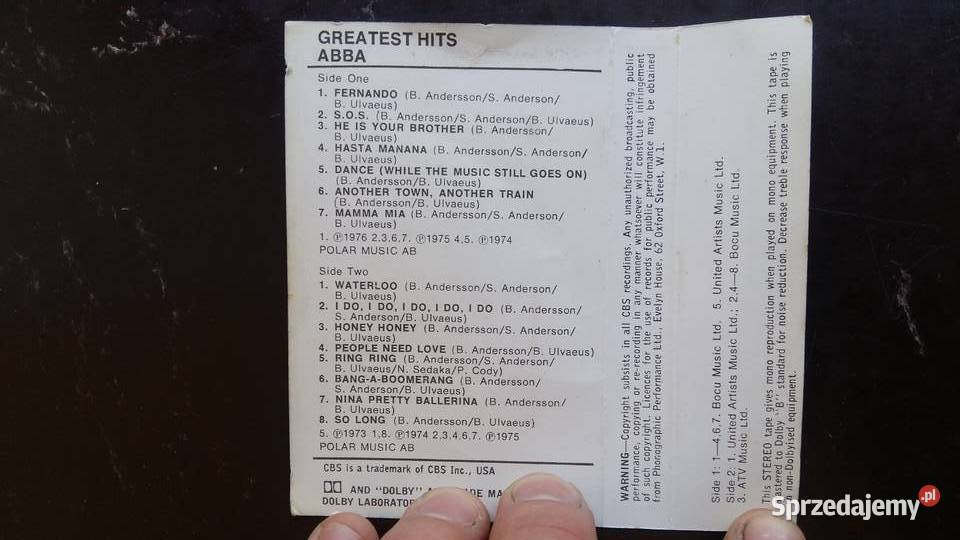 GREATEST HITS
ABBA
Side One
1. FERNANDO (B. Andersson/S. Anderson/
B. Ulvaeus)
2. S.O.S. (B. Andersson/S. Anderson/B. Ulvaeus)
3. HE IS YOUR BROTHER (B. Andersson/
B. Ulvaeus)
4. HASTA MANANA (B. Andersson/S. Anderson/
B. Ulvaeus)
5. DANCE (WHILE THE MUSIC STILL GOES ON)
(B. Andersson/B. Ulvaeus)
6. ANOTHER TOWN, ANOTHER TRAIN
(B. Andersson/B. Ulvaeus)
7. MAMMA MIA (B. Andersson/S. Anderson/
B. Ulvaeus)
1. ℗1976 2.3.6.7. ℗1975 4,5. ℗1974
POLAR MUSIC AB
Side Two
1. WATERLOO (B. Andersson/S. Anderson/
B. Ulvaeus)
2. I DO, I DO, I DO, I DO, I DO (B. Andersson/
S. Anderson/B. Ulvaeus)
3. HONEY HONEY (B. Andersson/S. Anderson/
B. Ulvaeus)
4. PEOPLE NEED LOVE (B. Andersson/B. Ulvaeus)
5. RING RING (B. Andersson/S. Anderson/
B. Ulvaeus/N. Sedaka/P. Cody)
6. BANG-A-BOOMERANG (B. Andersson/
S. Anderson/B. Ulvaeus)
7. NINA PRETTY BALLERINA (B. Andersson/
B. Ulvaeus)
8. SO LONG (B. Andersson/B. Ulvaeus)
5. ℗1973 1,8. ℗1974 2,3,4,6,7. ℗1975
POLAR MUSIC AB
CBS is a trademark of CBS Inc., USA
AND "DOLBY" A
DE MA
DOLBY LABORATOR
WARNING—Copyright subsists in all CBS recordings. Any unauthorized broadcasting, public
performance, copying or re-recording in any manner whatsoever will constitute infringement
of such copyright. Licences for the use of records for public performance may be obtained
from Phonographic Performance Ltd., Evelyn House, 62 Oxford Street, W.1.
Side 1: 1—4,6,7. Bocu Music Ltd. 5. United Artists Music Ltd.
Side 2: 1. United Artists Music Ltd.; 2,4—8. Bocu Music Ltd.
3. ATV Music Ltd.
This STEREO tape gives mono reproduction when played on mono equipment. This tape is
mastered to Dolby "B" standard for noise reduction. Decrease treble response when playing
on non-Dolbyised equipment.
Sprzedajemy.pl